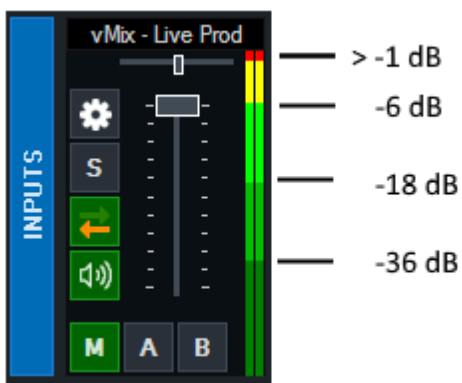 vMix - Live Prod
> -1 dB
-6 dB
S
-18 dB
INPUTS
-36 dB
M A B